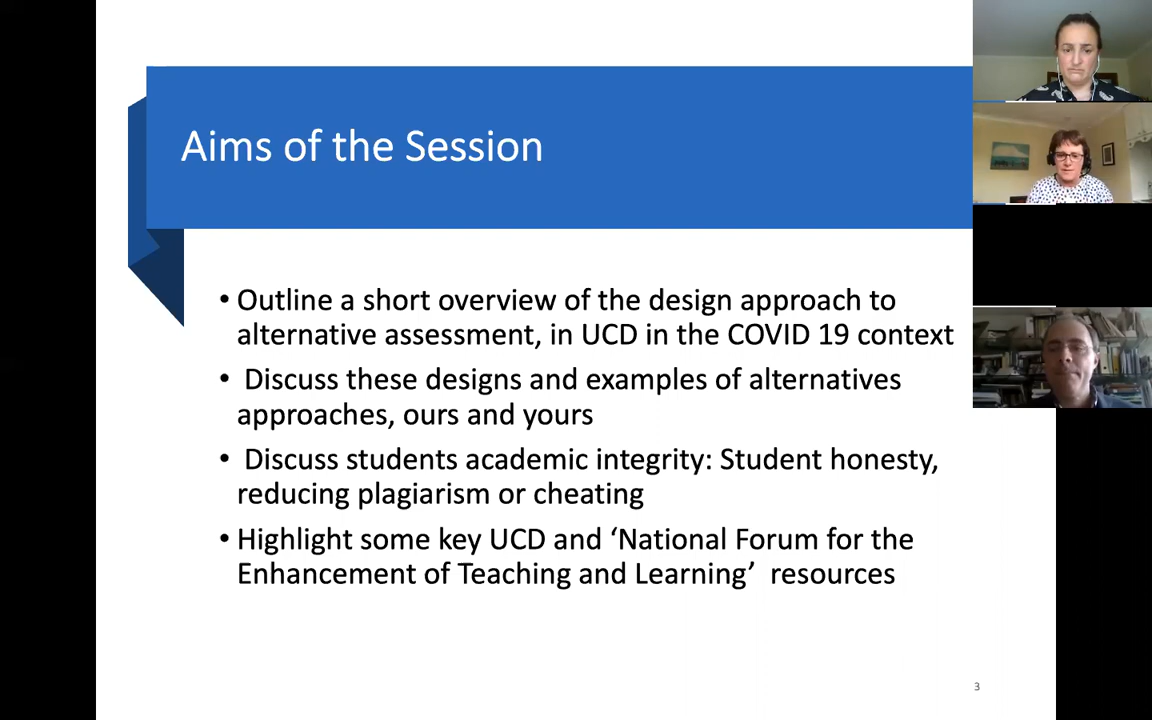 Aims of the Session
• Outline a short overview of the design approach to
alternative assessment, in UCD in the COVID 19 context
• Discuss these designs and examples of alternatives
approaches, ours and yours
• Discuss students academic integrity: Student honesty,
reducing plagiarism or cheating
• Highlight some key UCD and ‘National Forum for the
Enhancement of Teaching and Learning’ resources
3